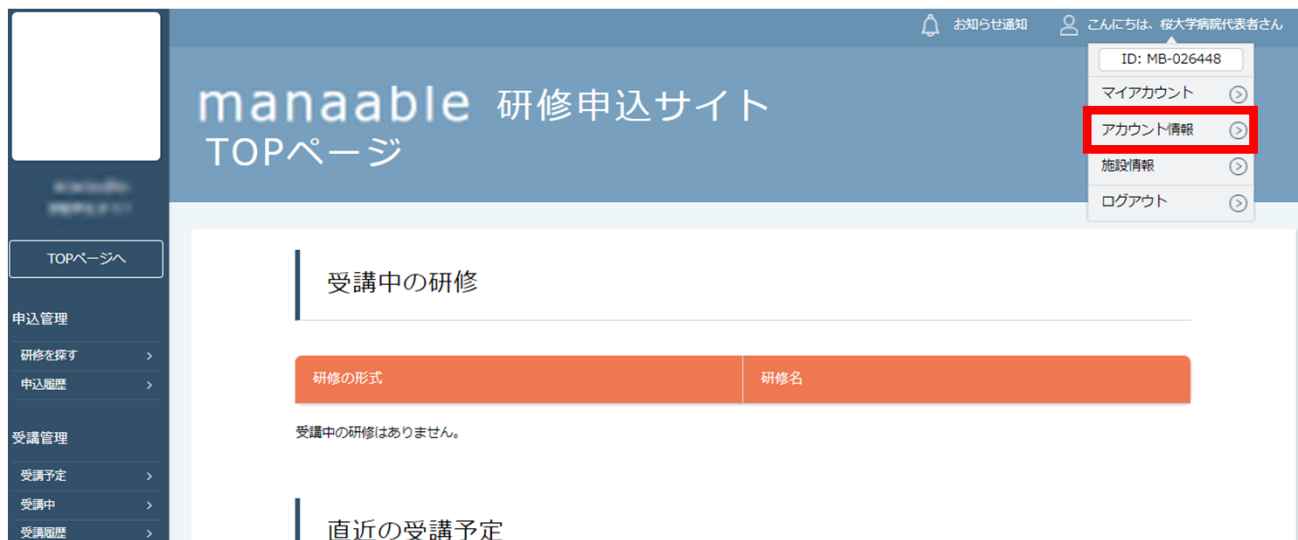 お知らせ通知
こんにちは、桜大学病院代表者さん
ID: MB-026448
マイアカウント
アカウント情報
施設情報
ログアウト
manaable 研修申込サイト
TOPページ
TOPページへ
申込管理
研修を探す
申込履歴
受講管理
受講予定
受講中
受講履歴
受講中の研修
研修の形式
研修名
受講中の研修はありません。
直近の受講予定